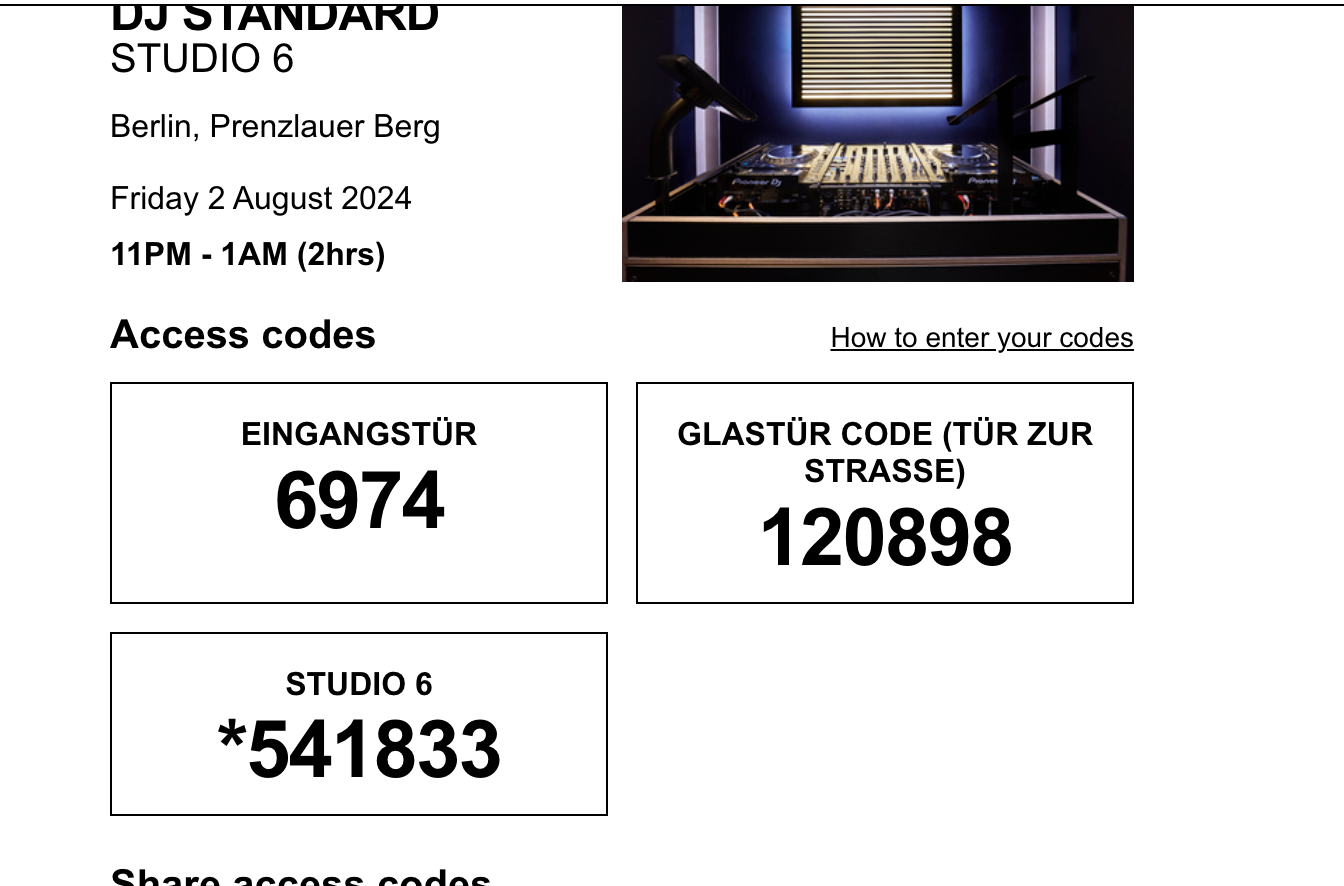 DJ STANDARD
STUDIO 6
Berlin, Prenzlauer Berg
Friday 2 August 2024
11PM - 1AM (2hrs)
Pioneer Dj
Access codes
How to enter your codes
EINGANGSTÜR
6974
GLASTÜR CODE (TÜR ZUR
STRASSE)
120898
STUDIO 6
*541833
Share access codes